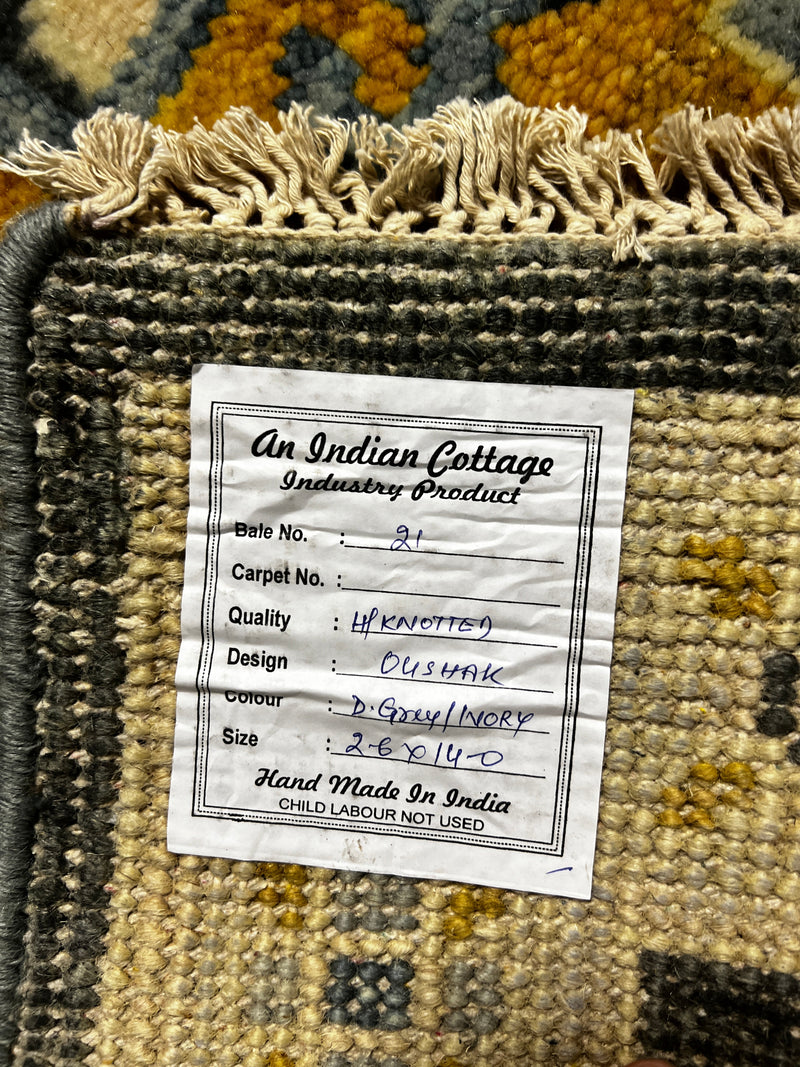 An Indian Cottage
Industry Product
Bale No. : 21
Carpet No. :
Quality : H/KNOTTED
Design : OUSHAK
Colour : D. Grey/IVORY
Size : 2-6 x 14-0
Hand Made In India
CHILD LABOUR NOT USED